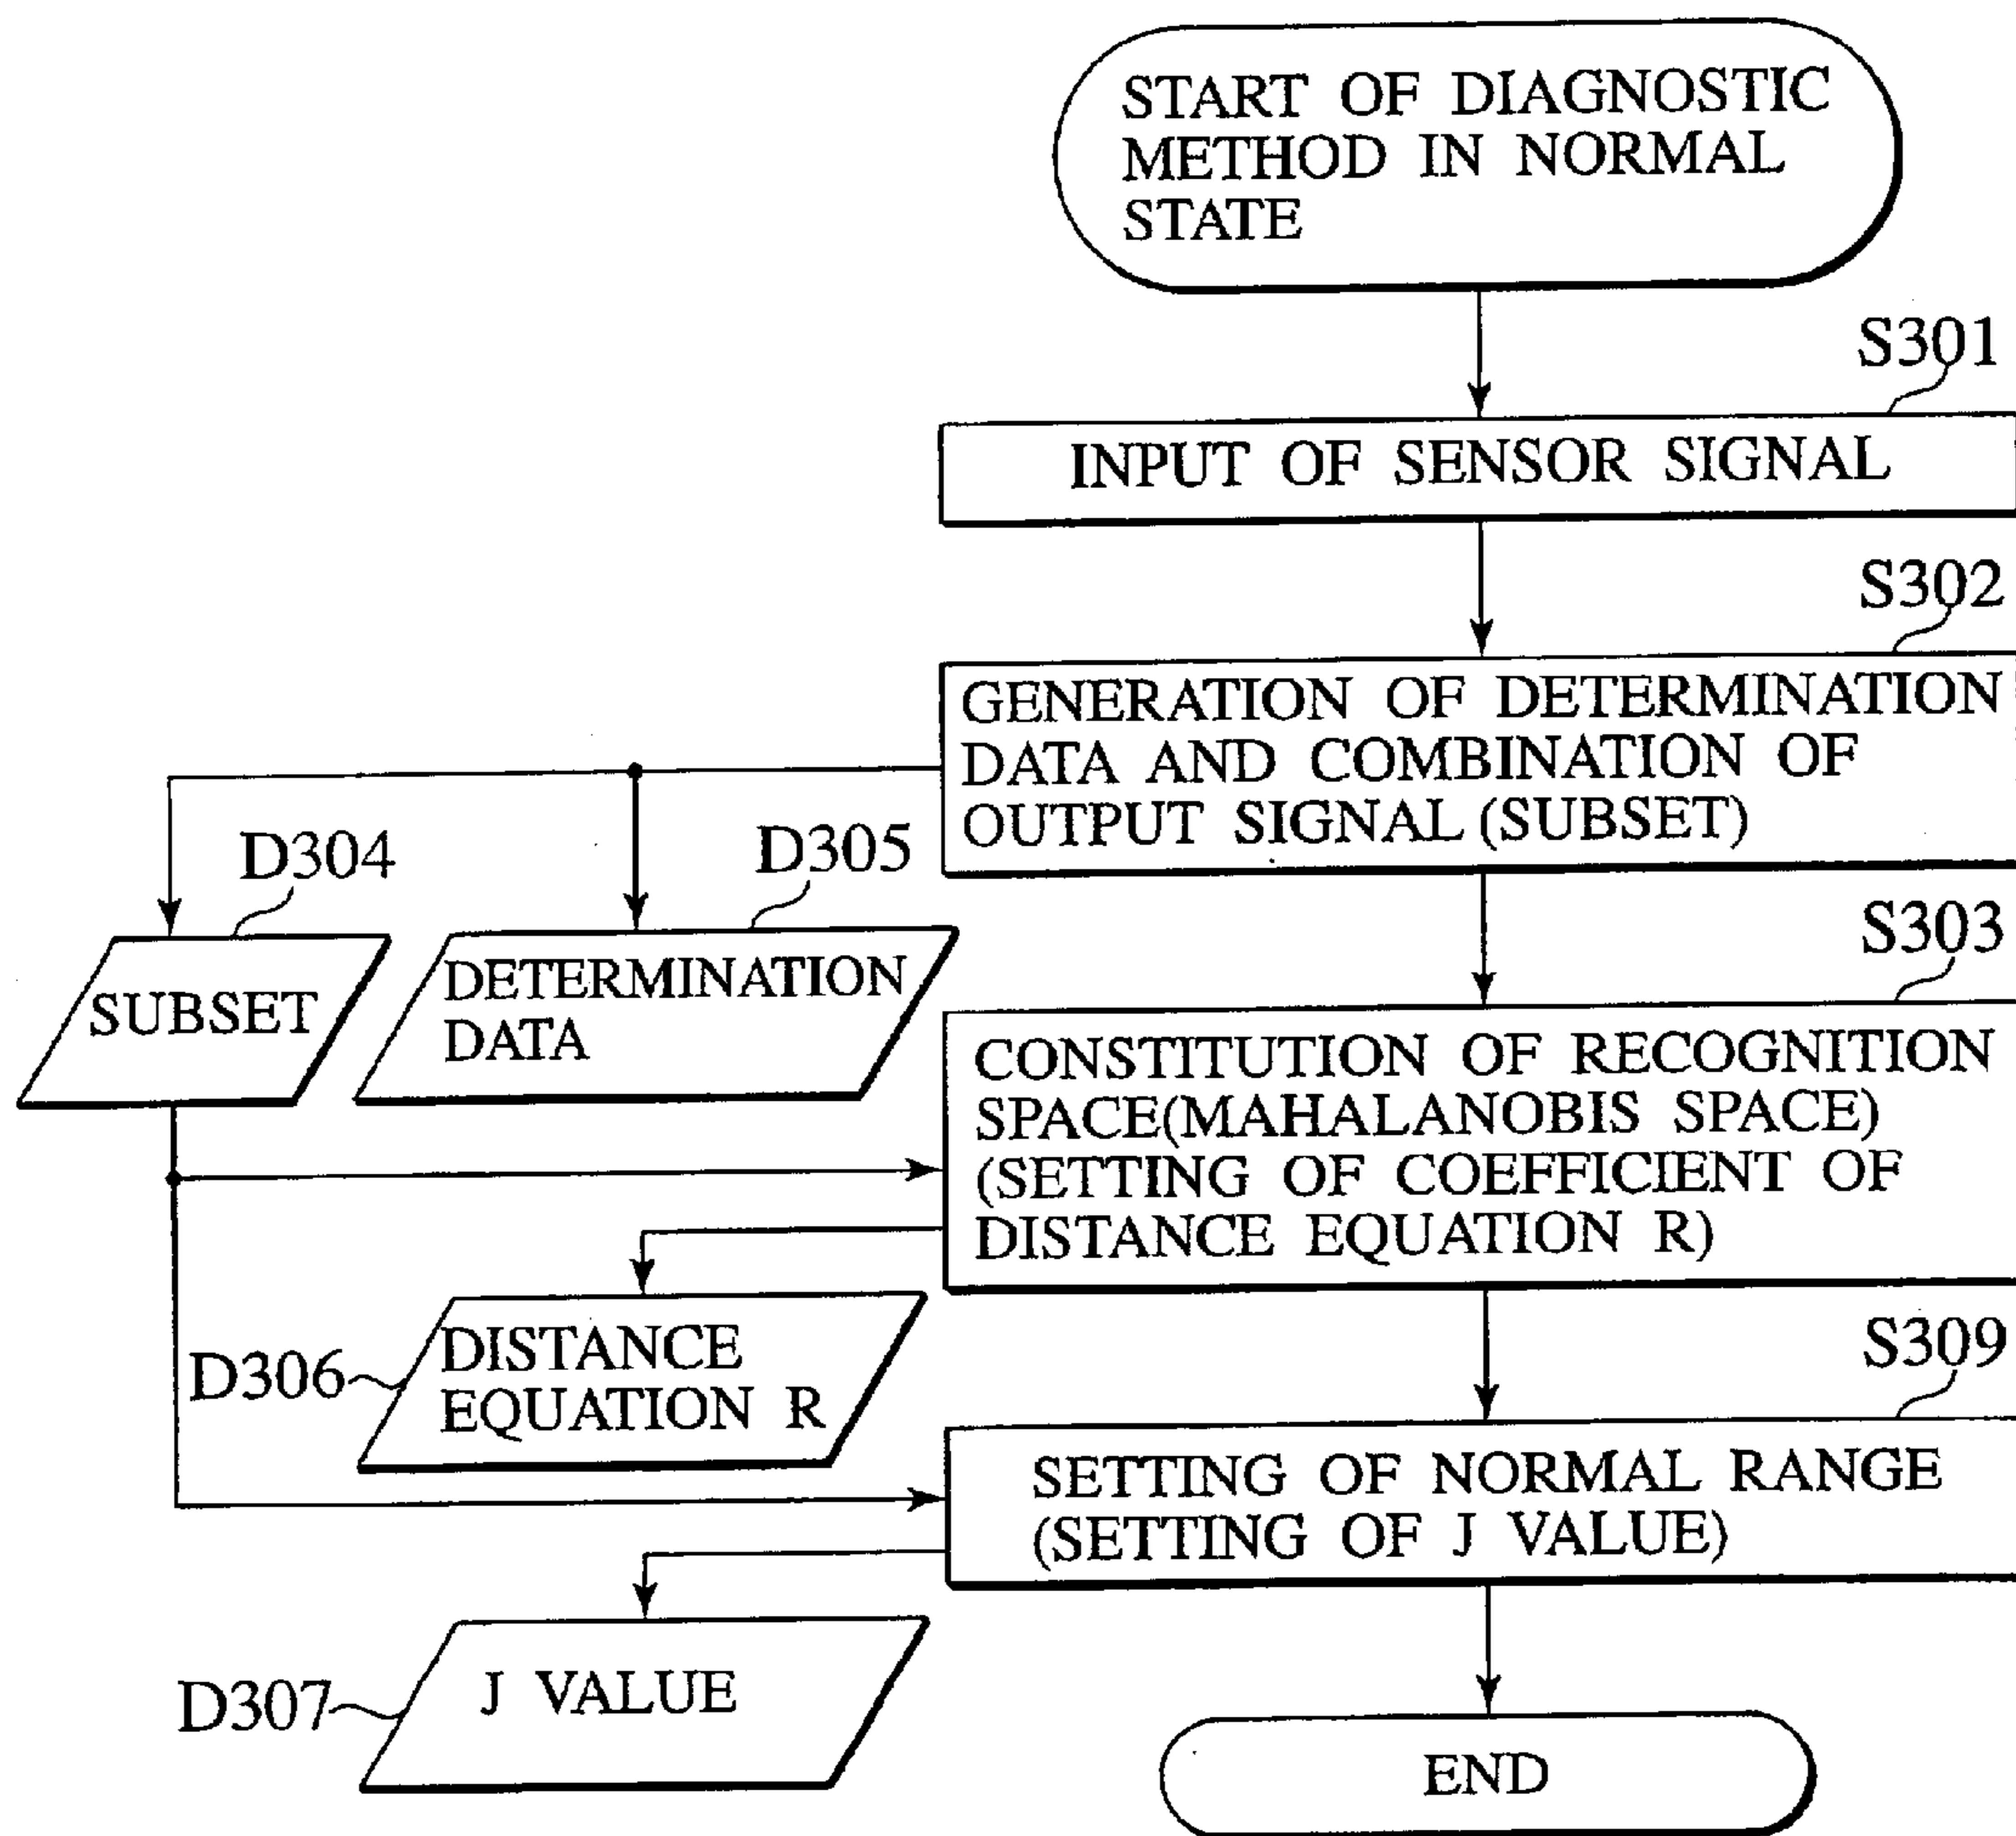 START OF DIAGNOSTIC
METHOD IN NORMAL
STATE
S301
INPUT OF SENSOR SIGNAL
S302
GENERATION OF DETERMINATION
DATA AND COMBINATION OF
OUTPUT SIGNAL (SUBSET)
D304
D305
SUBSET
DETERMINATION
DATA
S303
CONSTITUTION OF RECOGNITION
SPACE(MAHALANOBIS SPACE)
(SETTING OF COEFFICIENT OF
DISTANCE EQUATION R)
D306
DISTANCE
EQUATION R
S309
SETTING OF NORMAL RANGE
(SETTING OF J VALUE)
D307
J VALUE
END